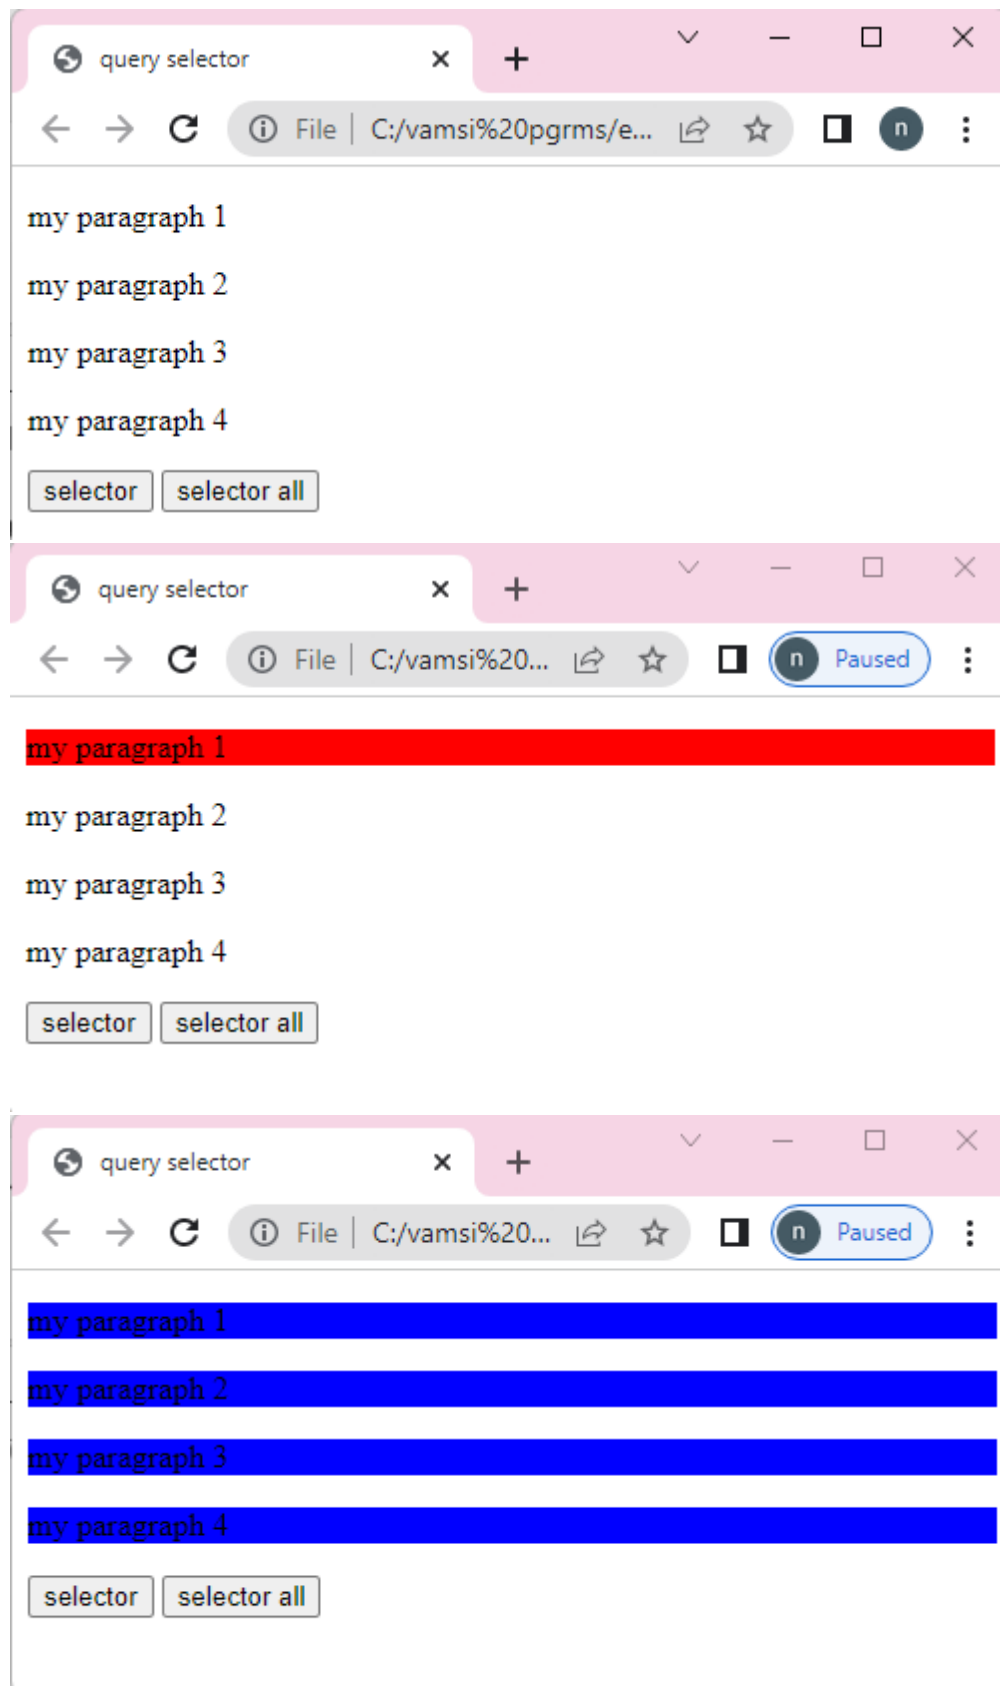 query selector
File C:/vamsi%20pgrms/e... n
my paragraph 1
my paragraph 2
my paragraph 3
my paragraph 4
selector selector all
query selector
File C:/vamsi%20... n Paused
my paragraph 1
my paragraph 2
my paragraph 3
my paragraph 4
selector selector all
query selector
File C:/vamsi%20... n Paused
my paragraph 1
my paragraph 2
my paragraph 3
my paragraph 4
selector selector all